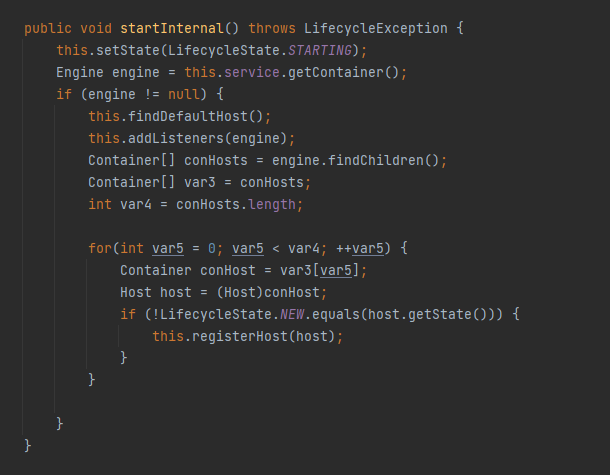 public void startInternal() throws LifecycleException {
    this.setState(LifecycleState.STARTING);
    Engine engine = this.service.getContainer();
    if (engine != null) {
        this.findDefaultHost();
        this.addListeners(engine);
        Container[] conHosts = engine.findChildren();
        Container[] var3 = conHosts;
        int var4 = conHosts.length;

        for(int var5 = 0; var5 < var4; ++var5) {
            Container conHost = var3[var5];
            Host host = (Host)conHost;
            if (!LifecycleState.NEW.equals(host.getState())) {
                this.registerHost(host);
            }
        }

    }
}